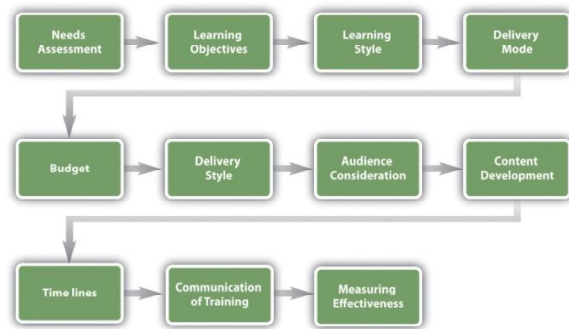 Needs
Assessment
Learning
Objectives
Learning
Style
Delivery
Mode
Budget
Delivery
Style
Audience
Consideration
Content
Development
Time lines
Communication
of Training
Measuring
Effectiveness